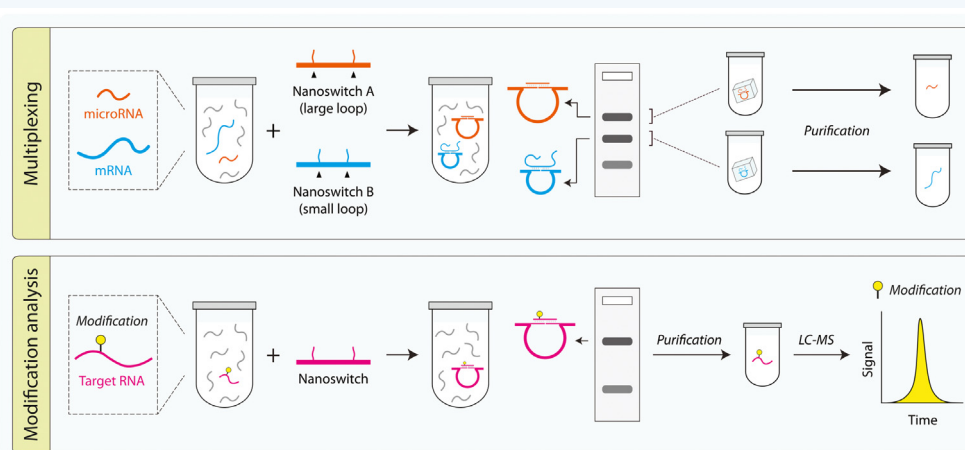 Multiplexing
microRNA
mRNA
+
Nanoswitch A
(large loop)
Nanoswitch B
(small loop)
Purification
Modification analysis
Modification
Target RNA
+
Nanoswitch
Purification
LC-MS
Modification
Signal
Time